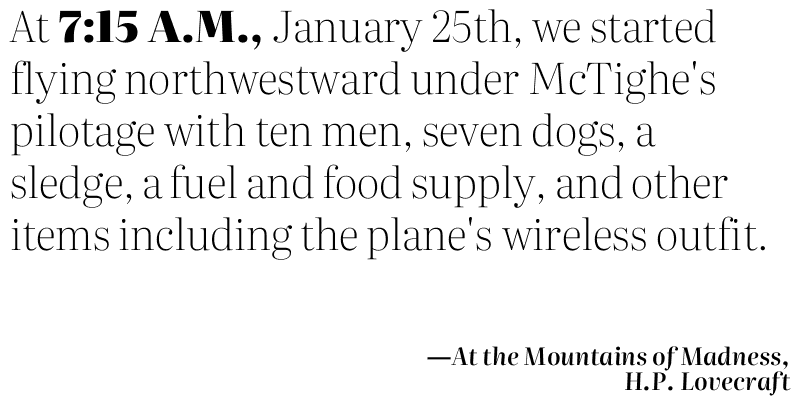 At 7:15 A.M., January 25th, we started
flying northwestward under McTighe's
pilotage with ten men, seven dogs, a
sledge, a fuel and food supply, and other
items including the plane's wireless outfit.
—At the Mountains of Madness,
H.P. Lovecraft